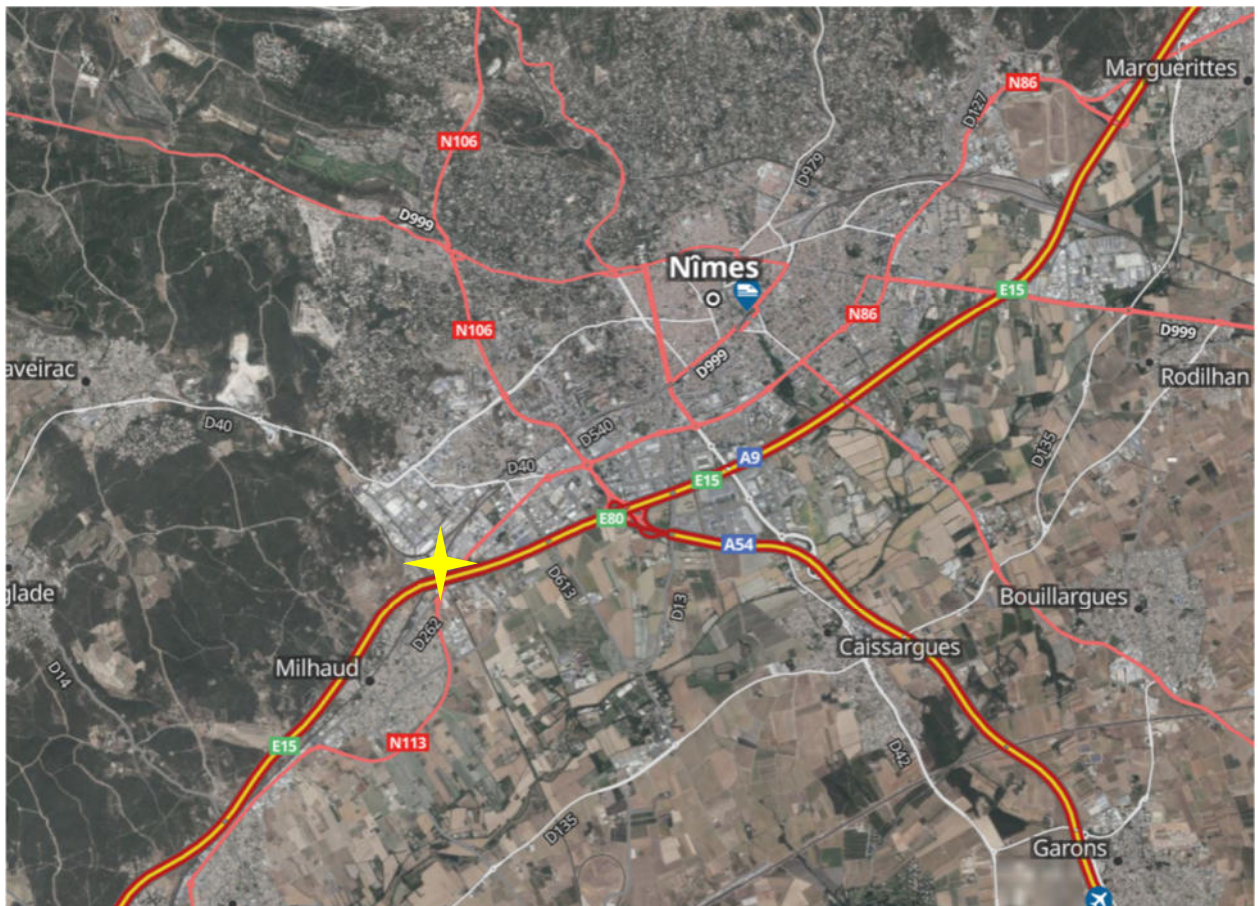 Marguerittes
N86
D127
N106
D979
D999
Nîmes
E15
N86
N106
D999
D999
Rodilhan
aveirac
D40
D540
D135
D40
A9
E15
E80
A54
glade
D613
D13
Bouillargues
D262
Caissargues
Milhaud
D14
E15
N113
D42
D135
Garons